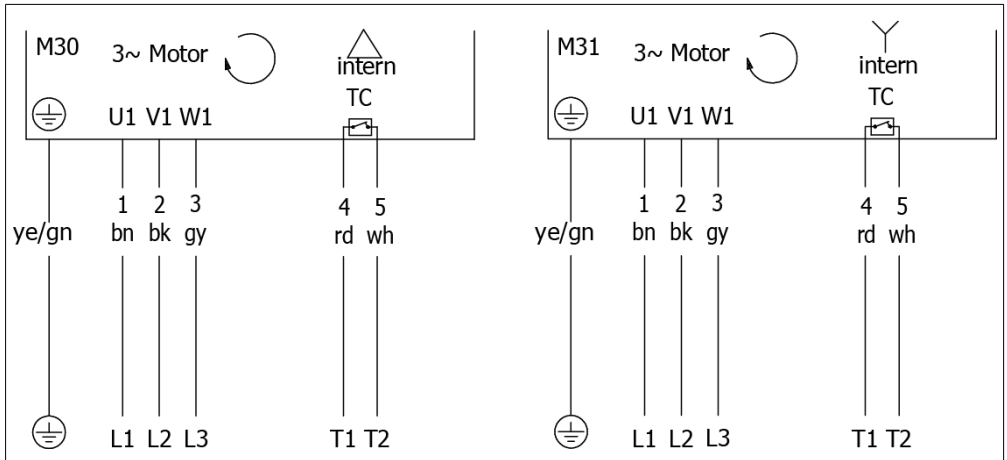 M30 3~ Motor intern
TC
U1 V1 W1
1 2 3 4 5
ye/gn bn bk gy rd wh
L1 L2 L3 T1 T2
M31 3~ Motor intern
TC
U1 V1 W1
1 2 3 4 5
ye/gn bn bk gy rd wh
L1 L2 L3 T1 T2